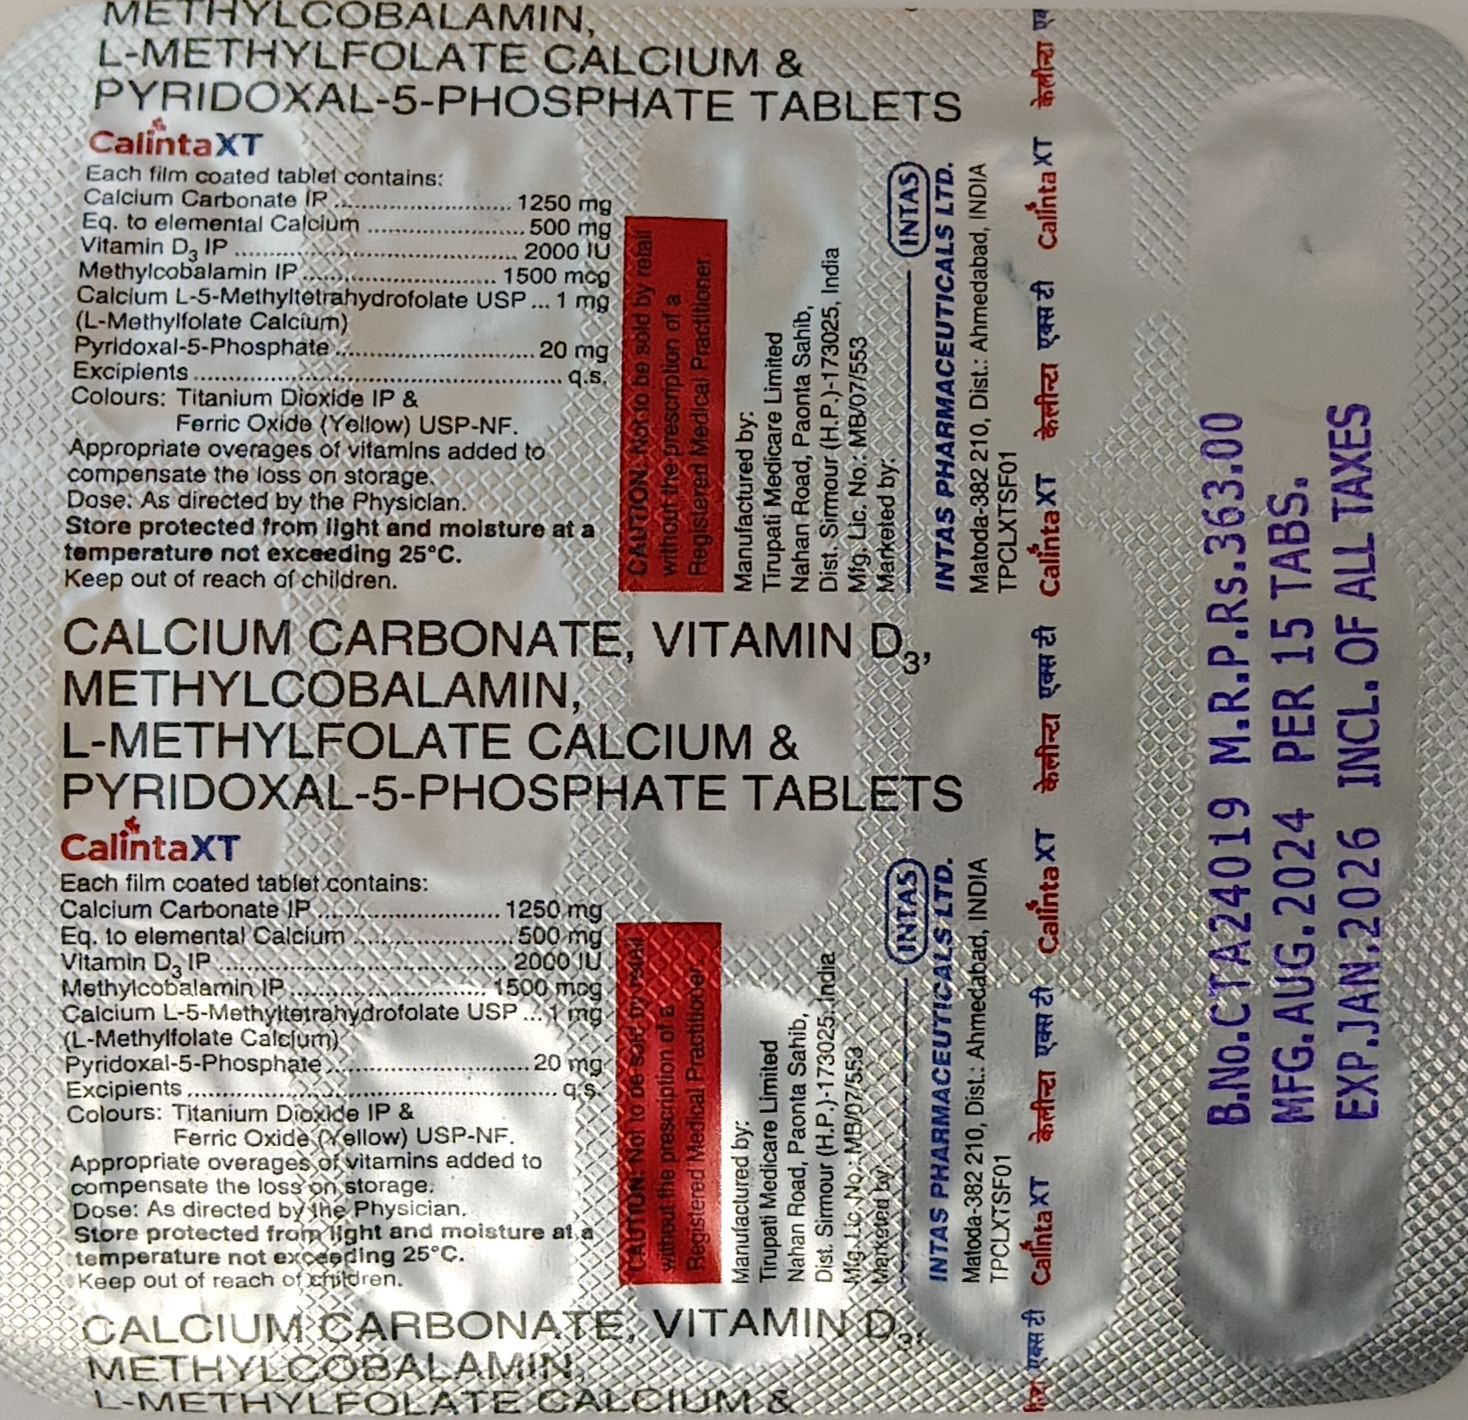 METHYLCOBALAMIN,
L-METHYLFOLATE CALCIUM &
PYRIDOXAL-5-PHOSPHATE TABLETS
CalintaXT
Each film coated tablet contains:
Calcium Carbonate IP ........................... 1250 mg
Eq. to elemental Calcium ........................ 500 mg
Vitamin D3 IP ........................................... 2000 IU
Methylcobalamin IP ............................... 1500 mcg
Calcium L-5-Methyltetrahydrofolate USP ... 1 mg
(L-Methylfolate Calcium)
Pyridoxal-5-Phosphate .............................. 20 mg
Excipients ........................................................ q.s.
Colours: Titanium Dioxide IP &
Ferric Oxide (Yellow) USP-NF.
Appropriate overages of vitamins added to
compensate the loss on storage.
Dose: As directed by the Physician.
Store protected from light and moisture at a
temperature not exceeding 25°C.
Keep out of reach of children.
CAUTION: Not to be sold by retail
without the prescription of a
Registered Medical Practitioner.
Manufactured by:
Tirupati Medicare Limited
Nahan Road, Paonta Sahib,
Dist. Sirmour (H.P.)-173025, India
Mfg. Lic. No.: MB/07/553
Marketed by:
INTAS
INTAS PHARMACEUTICALS LTD.
Matoda-382 210, Dist.: Ahmedabad, INDIA
TPCLXTSF01
CALCIUM CARBONATE, VITAMIN D3,
METHYLCOBALAMIN,
L-METHYLFOLATE CALCIUM &
PYRIDOXAL-5-PHOSPHATE TABLETS
CalintaXT
Each film coated tablet contains:
Calcium Carbonate IP ............................ 1250 mg
Eq. to elemental Calcium ......................... 500 mg
Vitamin D3 IP ............................................ 2000 IU
Methylcobalamin IP .............................. 1500 mcg
Calcium L-5-Methyltetrahydrofolate USP ... 1 mg
(L-Methylfolate Calcium)
Pyridoxal-5-Phosphate ............................... 20 mg
Excipients ......................................................... q.s.
Colours: Titanium Dioxide IP &
Ferric Oxide (Yellow) USP-NF.
Appropriate overages of vitamins added to
compensate the loss on storage.
Dose: As directed by the Physician.
Store protected from light and moisture at a
temperature not exceeding 25°C.
Keep out of reach of children.
CAUTION: Not to be sold by retail
without the prescription of a
Registered Medical Practitioner.
Manufactured by:
Tirupati Medicare Limited
Nahan Road, Paonta Sahib,
Dist. Sirmour (H.P.)-173025, India
Mfg. Lic. No.: MB/07/553
Marketed by:
INTAS
INTAS PHARMACEUTICALS LTD.
Matoda-382 210, Dist.: Ahmedabad, INDIA
TPCLXTSF01
CALCIUM CARBONATE, VITAMIN D3,
METHYLCOBALAMIN,
L-METHYLFOLATE CALCIUM &
एक्स टी CalintaXT केलीन्टा एक्स टी CalintaXT केलीन्टा एक्स टी CalintaXT केलीन्टा एक्स टी CalintaXT केलीन्टा
B.No.CTA24019 M.R.P.Rs.363.00
MFG.AUG.2024 PER 15 TABS.
EXP.JAN.2026 INCL. OF ALL TAXES